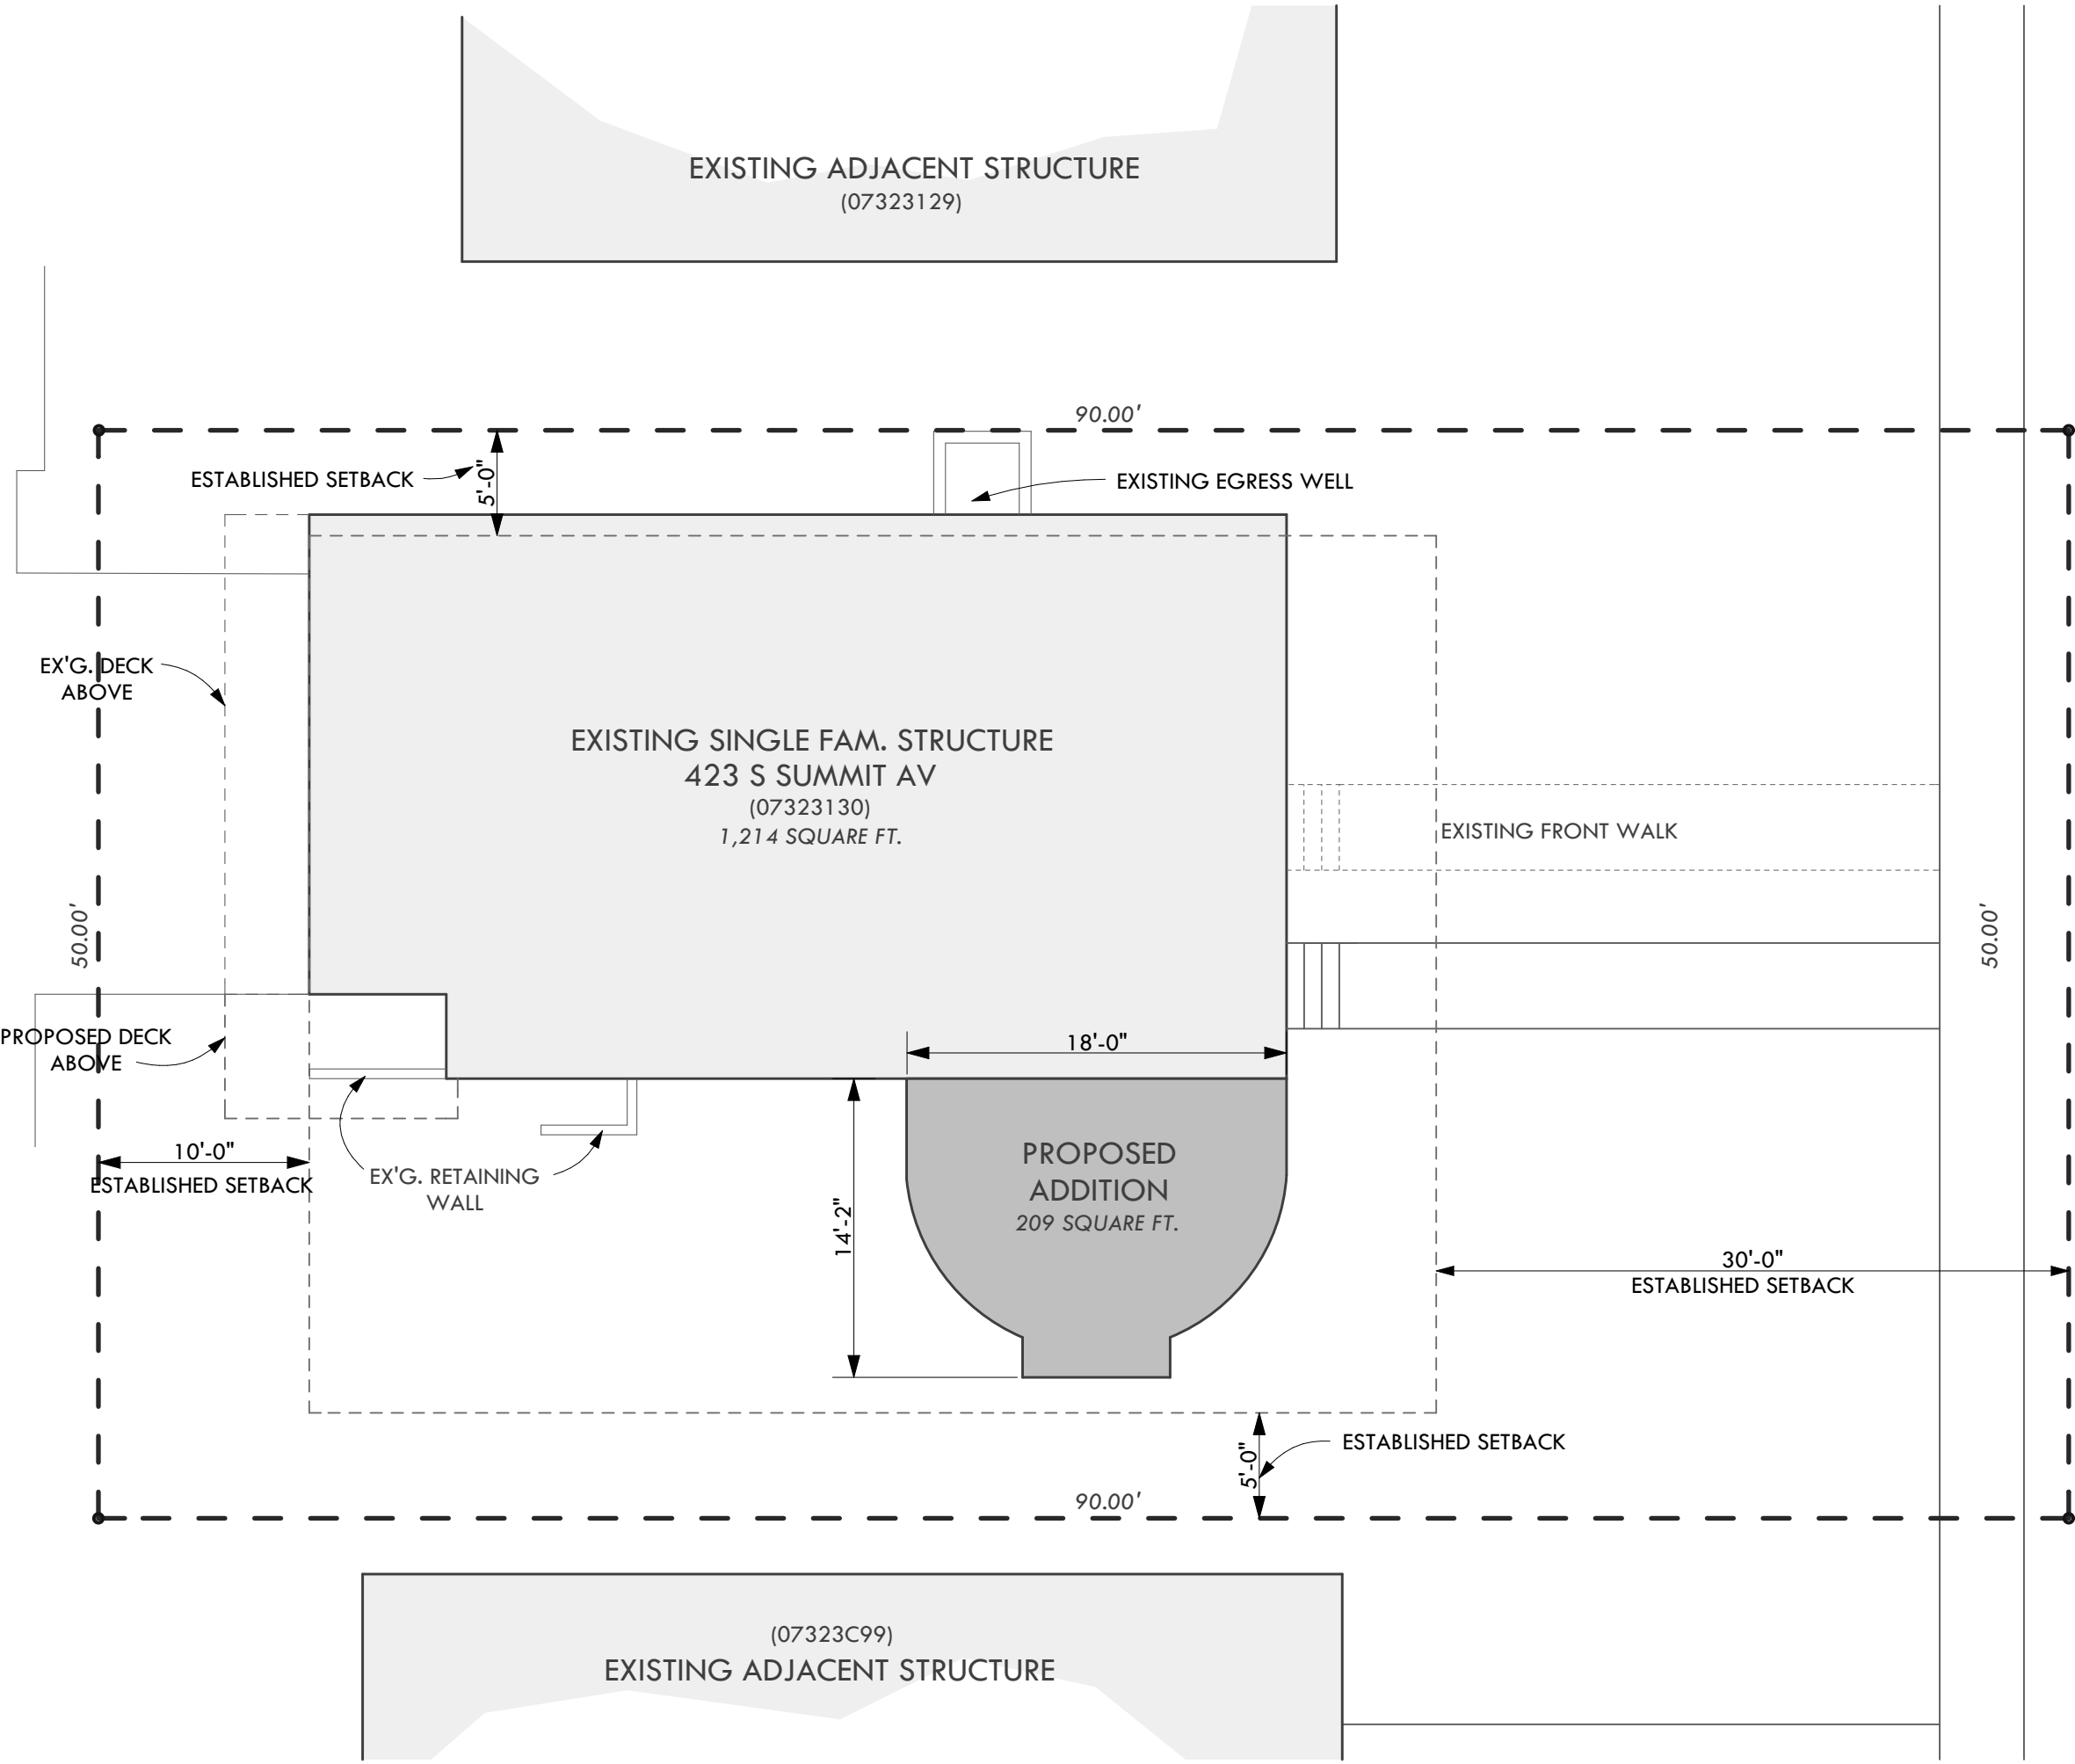 EXISTING ADJACENT STRUCTURE
(07323129)
90.00'
ESTABLISHED SETBACK
5'-0"
EXISTING EGRESS WELL
EX'G. DECK
ABOVE
EXISTING SINGLE FAM. STRUCTURE
423 S SUMMIT AV
(07323130)
1,214 SQUARE FT.
EXISTING FRONT WALK
50.00'
50.00'
PROPOSED DECK
ABOVE
18'-0"
10'-0"
ESTABLISHED SETBACK
EX'G. RETAINING
WALL
14'-2"
PROPOSED
ADDITION
209 SQUARE FT.
30'-0"
ESTABLISHED SETBACK
5'-0"
ESTABLISHED SETBACK
90.00'
(07323C99)
EXISTING ADJACENT STRUCTURE